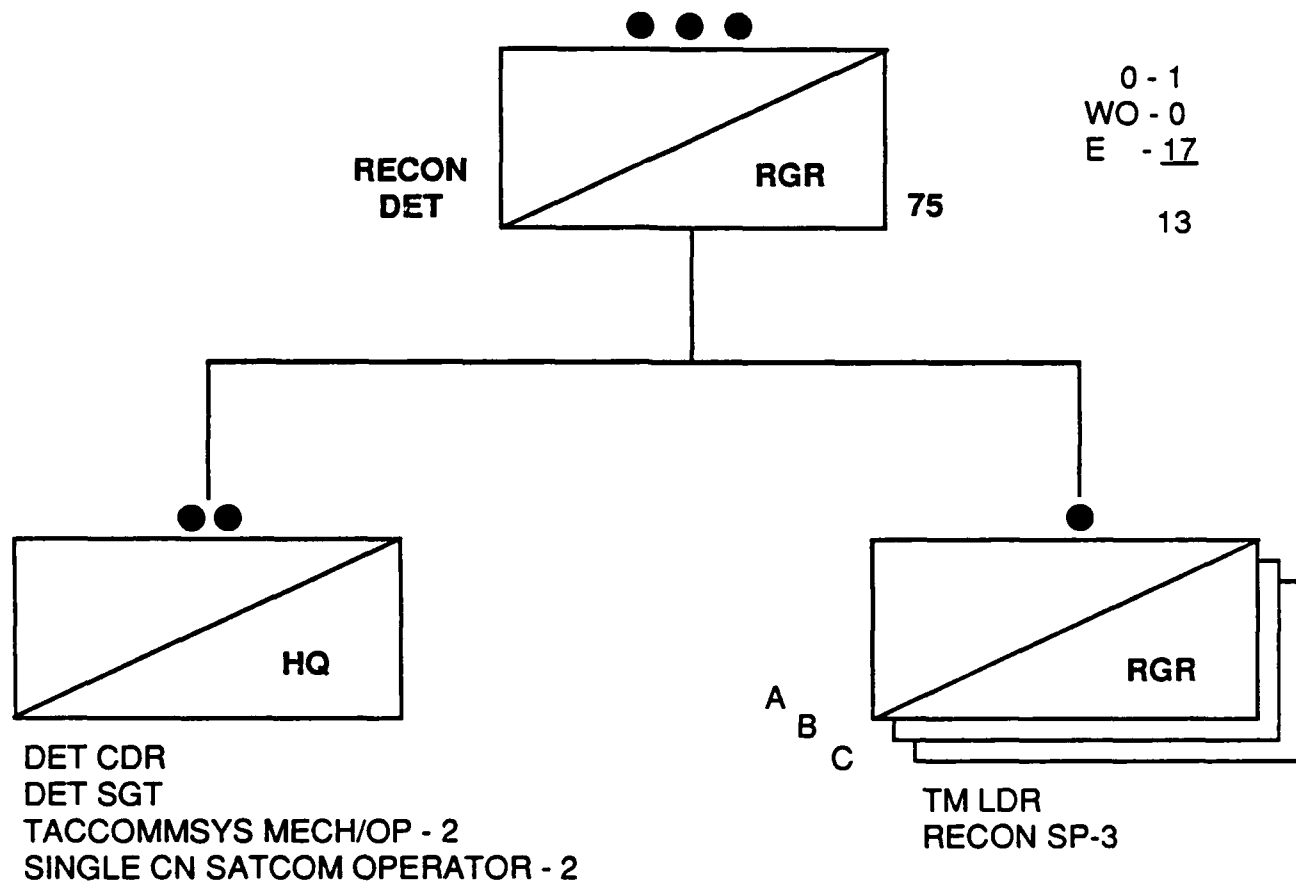 0 - 1
WO - 0
E - 17
13
RECON
DET
RGR
75
HQ
RGR
A
B
C
DET CDR
DET SGT
TACCOMMSYS MECH/OP - 2
SINGLE CN SATCOM OPERATOR - 2
TM LDR
RECON SP-3